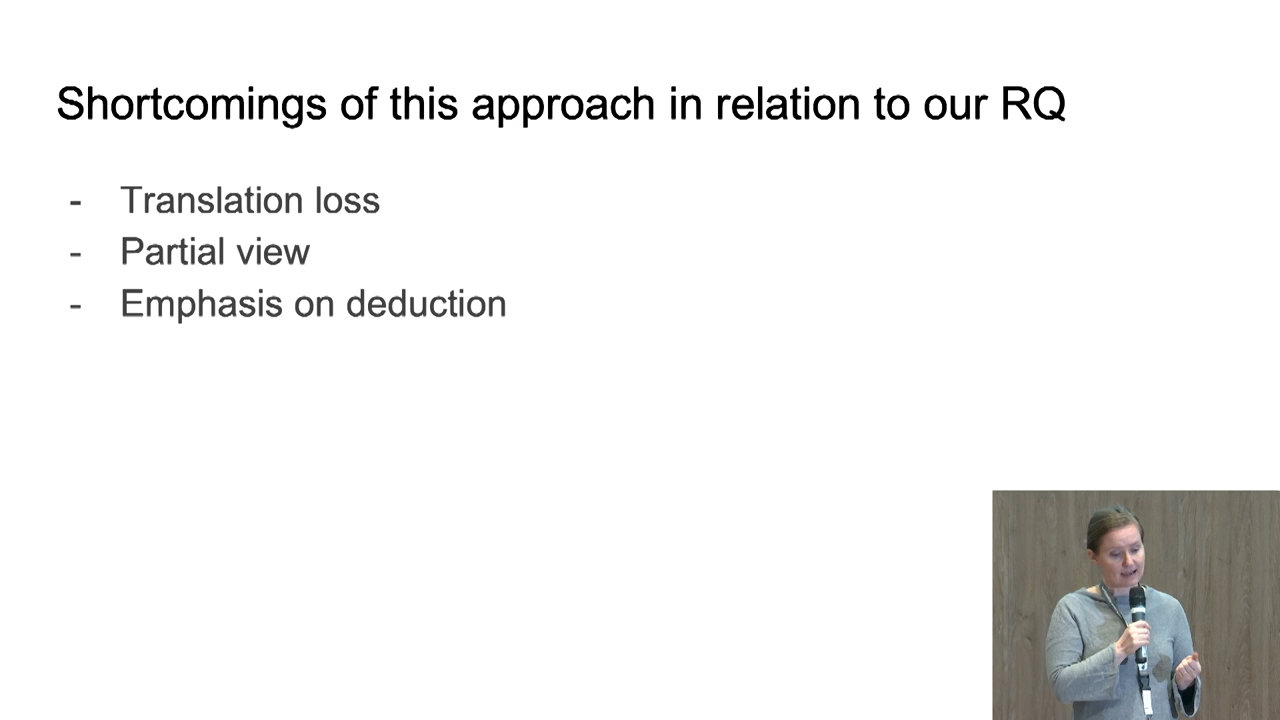 Shortcomings of this approach in relation to our RQ
- Translation loss
- Partial view
- Emphasis on deduction